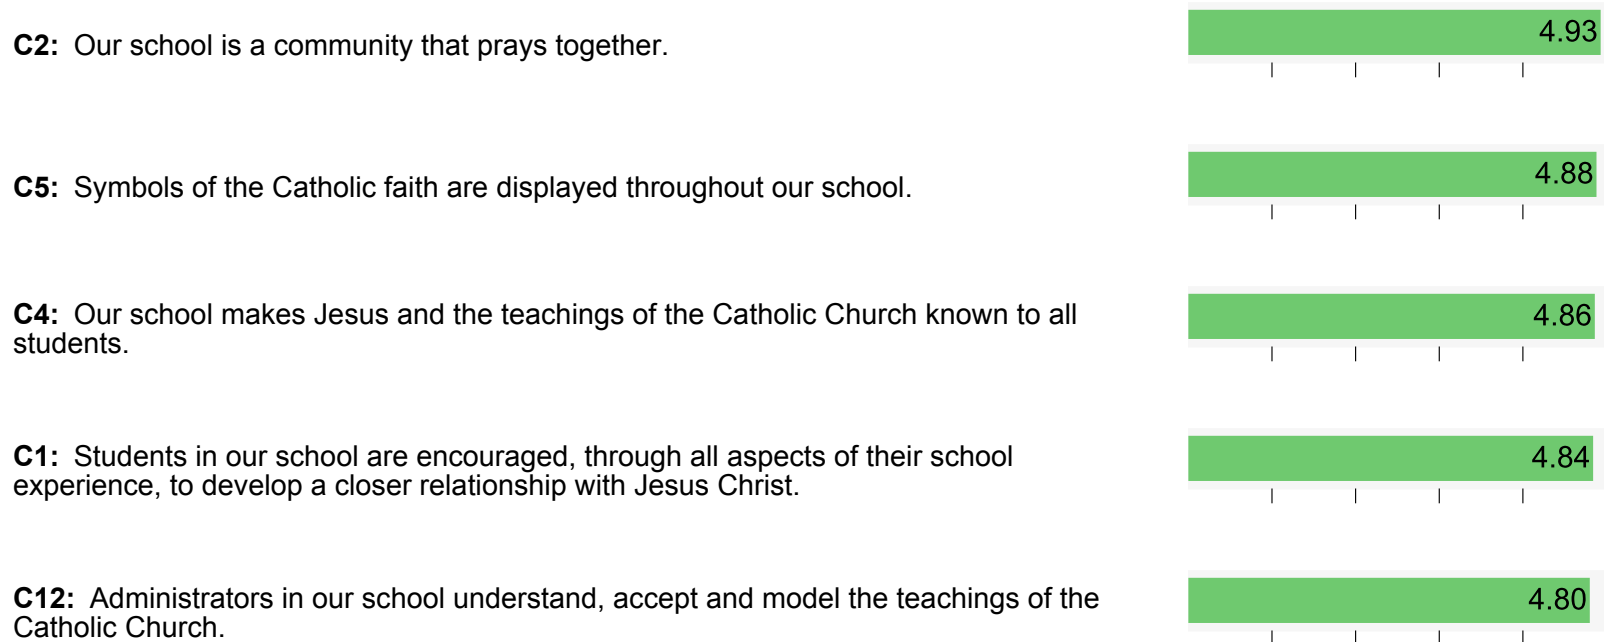 C2: Our school is a community that prays together.
4.93
C5: Symbols of the Catholic faith are displayed throughout our school.
4.88
C4: Our school makes Jesus and the teachings of the Catholic Church known to all
students.
4.86
C1: Students in our school are encouraged, through all aspects of their school
experience, to develop a closer relationship with Jesus Christ.
4.84
C12: Administrators in our school understand, accept and model the teachings of the
Catholic Church.
4.80